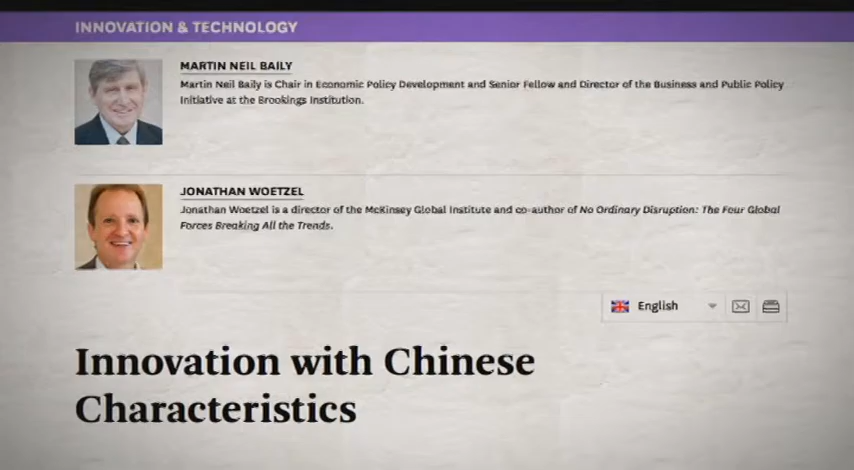 INNOVATION & TECHNOLOGY
MARTIN NEIL BAILY
Martin Neil Baily is Chair in Economic Policy Development and Senior Fellow and Director of the Business and Public Policy
Initiative at the Brookings Institution.
JONATHAN WOETZEL
Jonathan Woetzel is a director of the McKinsey Global Institute and co-author of No Ordinary Disruption: The Four Global
Forces Breaking All the Trends.
English
Innovation with Chinese
Characteristics